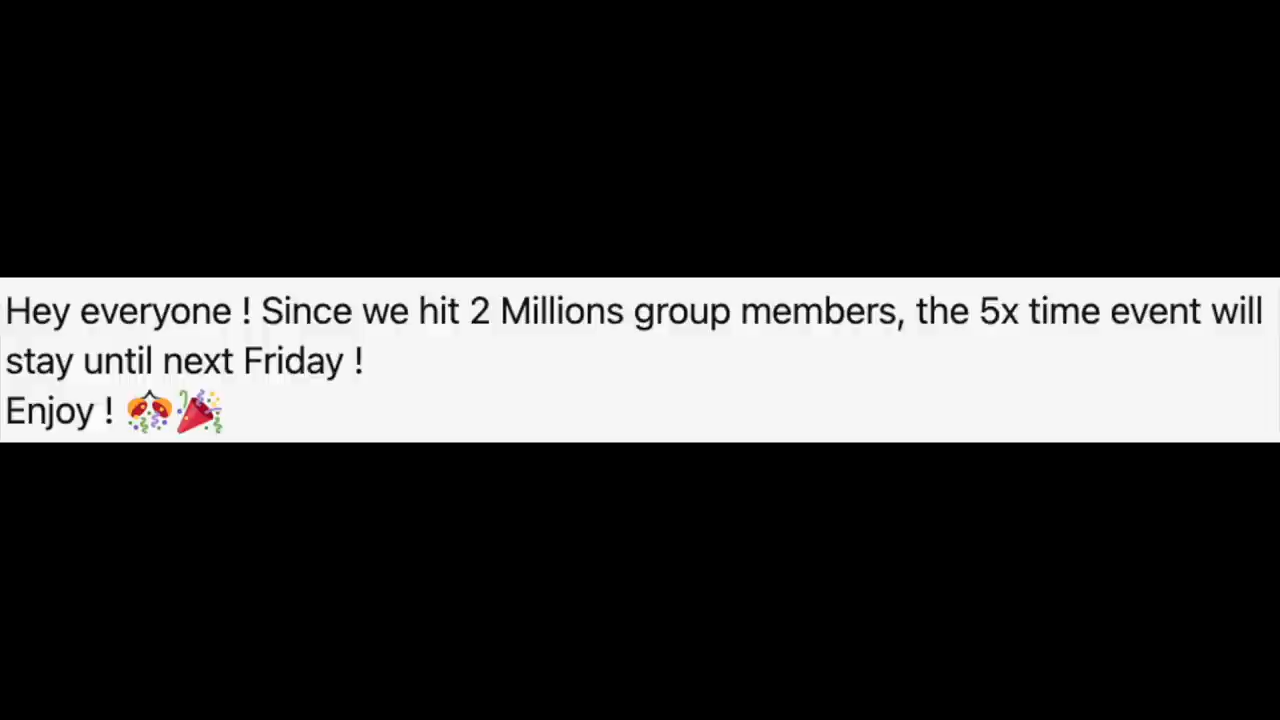 Hey everyone ! Since we hit 2 Millions group members, the 5x time event will
stay until next Friday !
Enjoy ! 🎊🎉